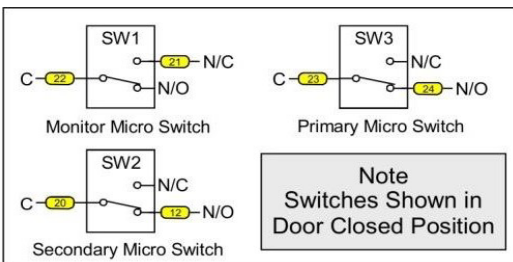 SW1
21 N/C
C 22
N/O
Monitor Micro Switch
SW3
N/C
C 23
24 N/O
Primary Micro Switch
SW2
N/C
C 20
12 N/O
Secondary Micro Switch
Note
Switches Shown in
Door Closed Position